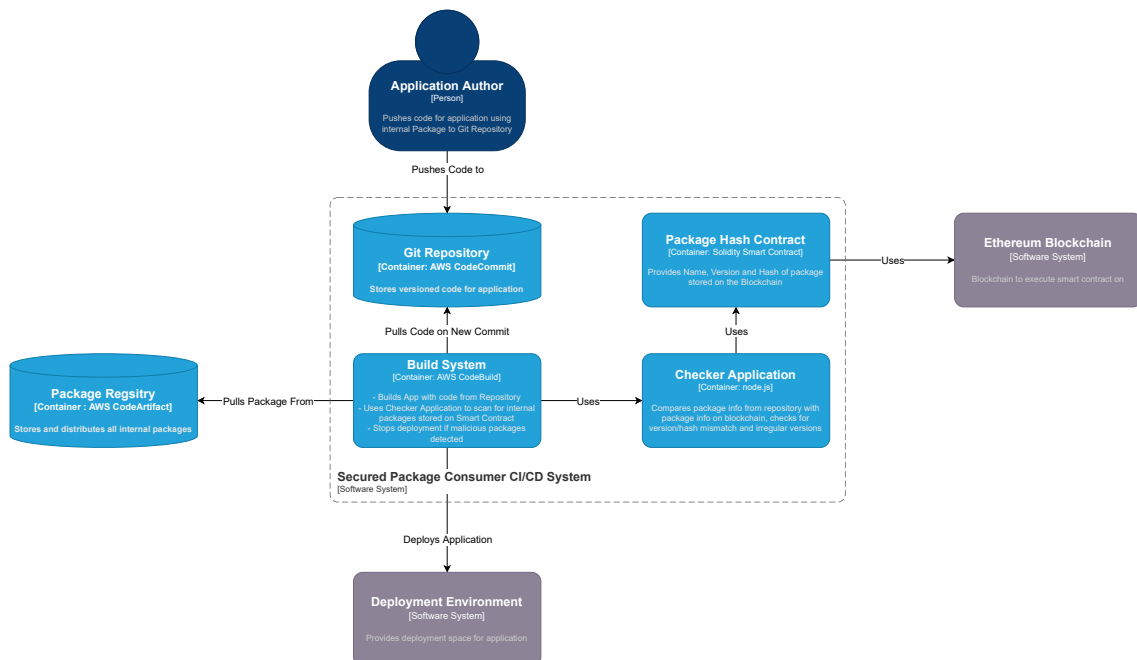 Application Author
[Person]
Pushes code for application using
internal Package to Git Repository
Pushes Code to
Git Repository
[Container: AWS CodeCommit]
Stores versioned code for application
Package Hash Contract
[Container: Solidity Smart Contract]
Provides Name, Version and Hash of package
stored on the Blockchain
Uses
Ethereum Blockchain
[Software System]
Blockchain to execute smart contract on
Pulls Code on New Commit
Uses
Package Regsitry
[Container : AWS CodeArtifact]
Stores and distributes all internal packages
Pulls Package From
Build System
[Container: AWS CodeBuild]
- Builds App with code from Repository
- Uses Checker Application to scan for internal
packages stored on Smart Contract
- Stops deployment if malicious packages
detected
Uses
Checker Application
[Container: node.js]
Compares package info from repository with
package info on blockchain, checks for
version/hash mismatch and irregular versions
Secured Package Consumer CI/CD System
[Software System]
Deploys Application
Deployment Environment
[Software System]
Provides deployment space for application